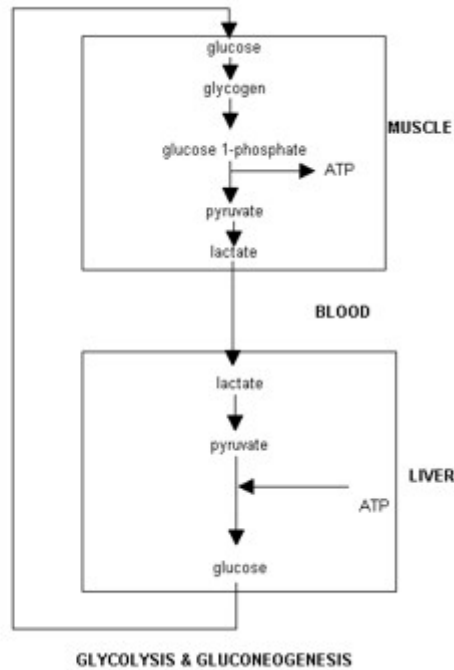 glucose
glycogen
MUSCLE
glucose 1-phosphate
ATP
pyruvate
lactate
BLOOD
lactate
pyruvate
LIVER
ATP
glucose
GLYCOLYSIS & GLUCONEOGENESIS